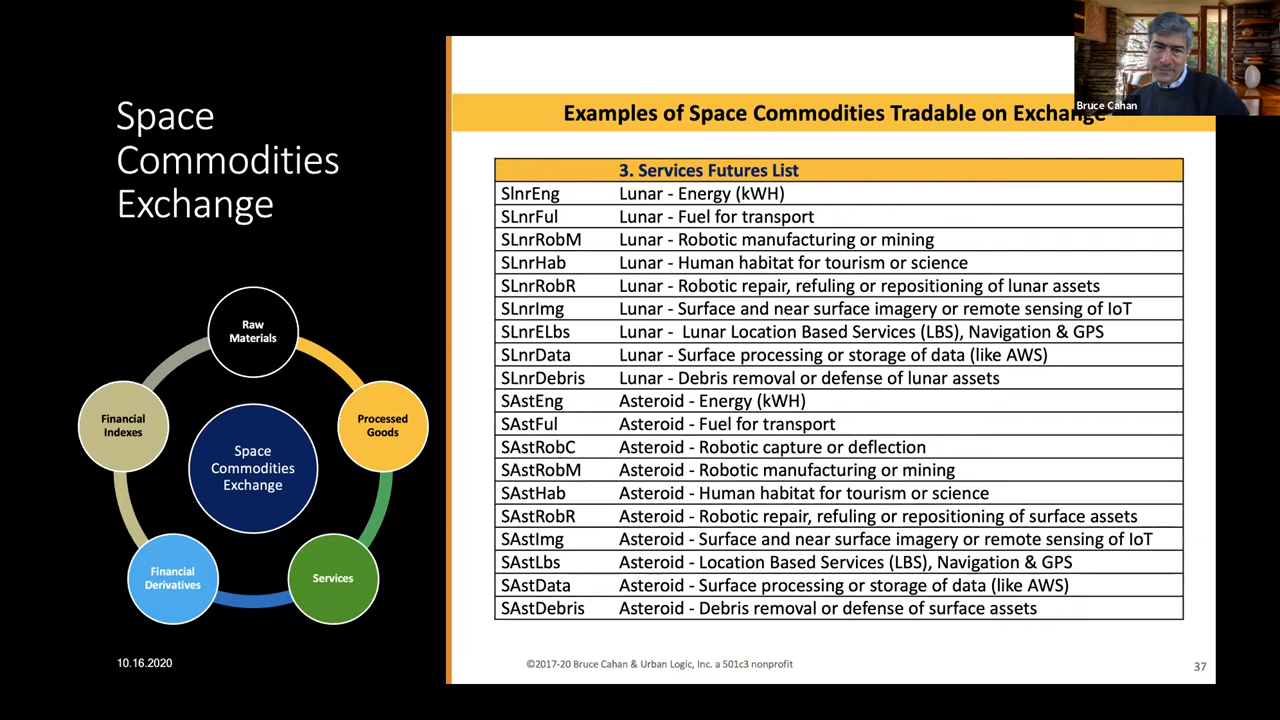 Space
Commodities
Exchange
Raw
Materials
Processed
Goods
Services
Financial
Derivatives
Financial
Indexes
Space
Commodities
Exchange
10.16.2020
Bruce Cahan
Examples of Space Commodities Tradable on Exchange
3. Services Futures List
SlnrEng Lunar - Energy (kWH)
SLnrFul Lunar - Fuel for transport
SLnrRobM Lunar - Robotic manufacturing or mining
SLnrHab Lunar - Human habitat for tourism or science
SLnrRobR Lunar - Robotic repair, refuling or repositioning of lunar assets
SLnrImg Lunar - Surface and near surface imagery or remote sensing of IoT
SLnrELbs Lunar - Lunar Location Based Services (LBS), Navigation & GPS
SLnrData Lunar - Surface processing or storage of data (like AWS)
SLnrDebris Lunar - Debris removal or defense of lunar assets
SAstEng Asteroid - Energy (kWH)
SAstFul Asteroid - Fuel for transport
SAstRobC Asteroid - Robotic capture or deflection
SAstRobM Asteroid - Robotic manufacturing or mining
SAstHab Asteroid - Human habitat for tourism or science
SAstRobR Asteroid - Robotic repair, refuling or repositioning of surface assets
SAstImg Asteroid - Surface and near surface imagery or remote sensing of IoT
SAstLbs Asteroid - Location Based Services (LBS), Navigation & GPS
SAstData Asteroid - Surface processing or storage of data (like AWS)
SAstDebris Asteroid - Debris removal or defense of surface assets
©2017-20 Bruce Cahan & Urban Logic, Inc. a 501c3 nonprofit
37